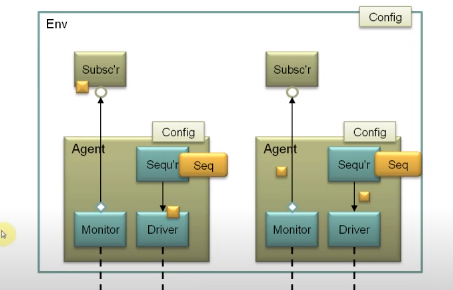 Env
Config
Subsc'r
Subsc'r
Config
Config
Agent
Agent
Sequ'r
Seq
Sequ'r
Seq
Monitor
Driver
Monitor
Driver